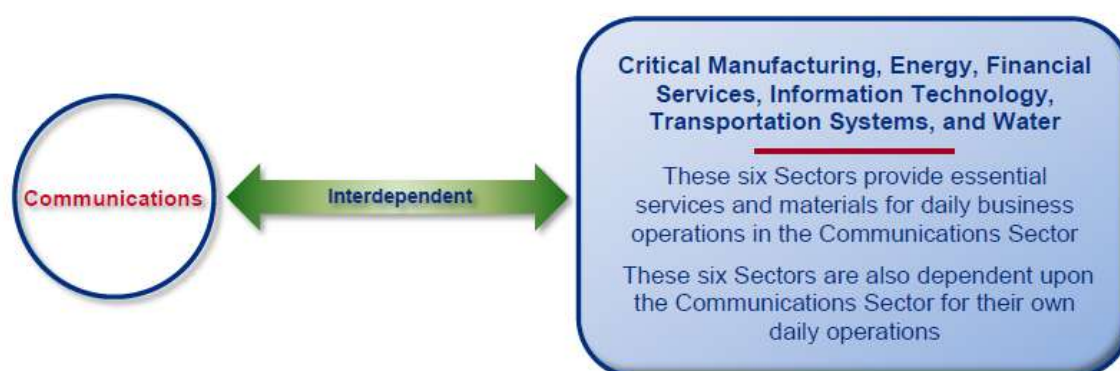 Communications
Interdependent
Critical Manufacturing, Energy, Financial
Services, Information Technology,
Transportation Systems, and Water
These six Sectors provide essential
services and materials for daily business
operations in the Communications Sector
These six Sectors are also dependent upon
the Communications Sector for their own
daily operations